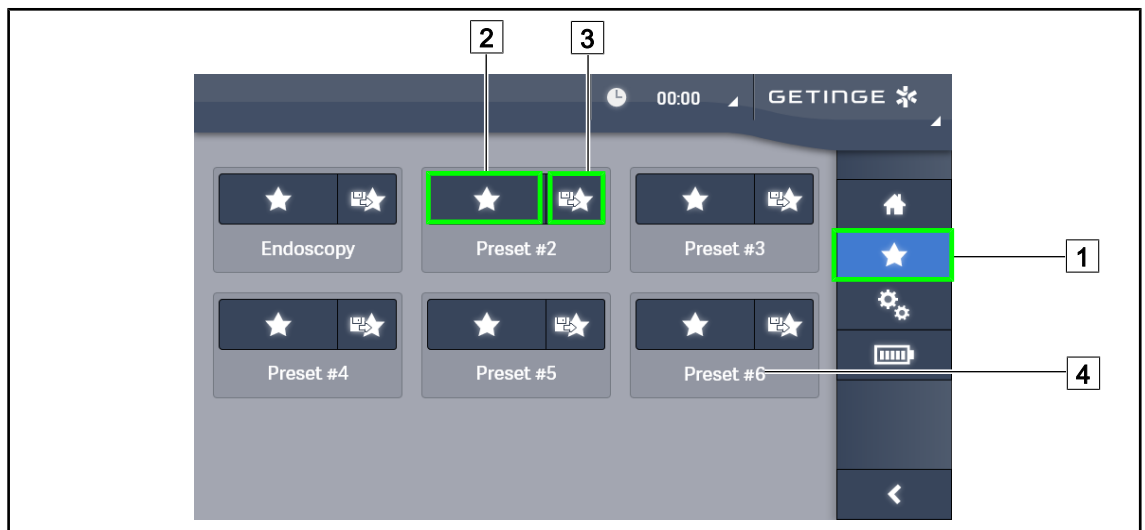 2 3
00:00 GETINGE
Endoscopy Preset #2 Preset #3
1
Preset #4 Preset #5 Preset #6
4